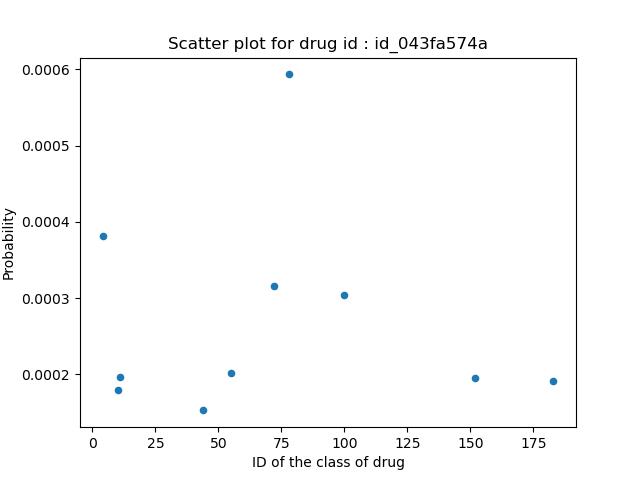 Scatter plot for drug id : id_043fa574a
0.0006
0.0005
0.0004
0.0003
0.0002
Probability
0 25 50 75 100 125 150 175
ID of the class of drug